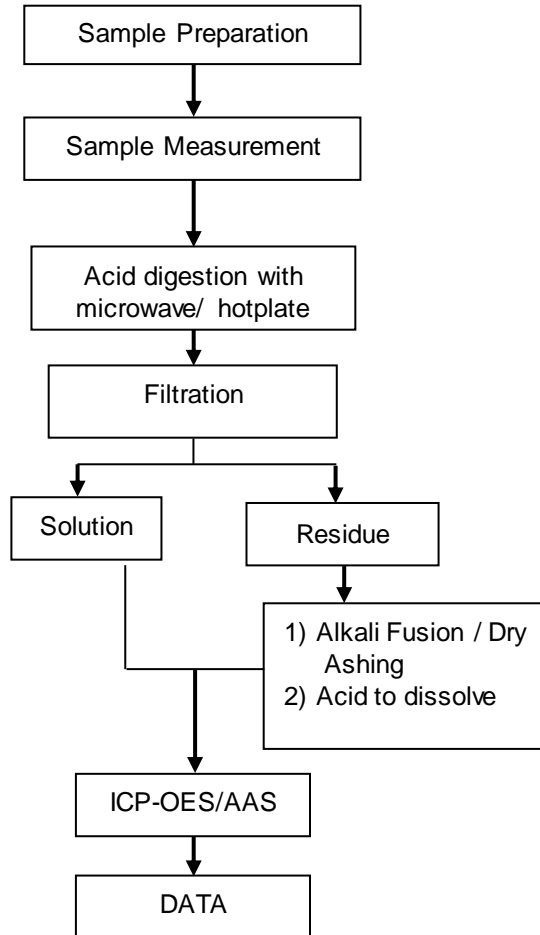 Sample Preparation
Sample Measurement
Acid digestion with
microwave/ hotplate
Filtration
Solution
Residue
1) Alkali Fusion / Dry
Ashing
2) Acid to dissolve
ICP-OES/AAS
DATA